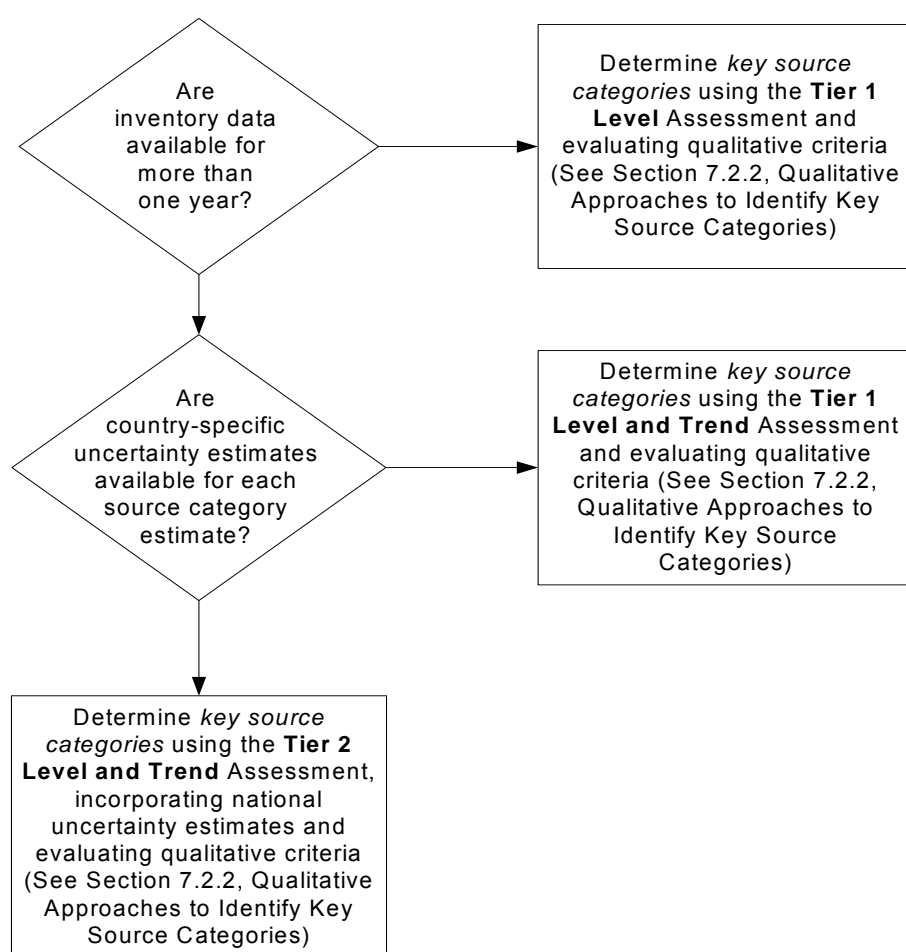 Are
inventory data
available for
more than
one year?
Determine key source
categories using the Tier 1
Level Assessment and
evaluating qualitative criteria
(See Section 7.2.2, Qualitative
Approaches to Identify Key
Source Categories)
Are
country-specific
uncertainty estimates
available for each
source category
estimate?
Determine key source
categories using the Tier 1
Level and Trend Assessment
and evaluating qualitative
criteria (See Section 7.2.2,
Qualitative Approaches to
Identify Key Source
Categories)
Determine key source
categories using the Tier 2
Level and Trend Assessment,
incorporating national
uncertainty estimates and
evaluating qualitative criteria
(See Section 7.2.2, Qualitative
Approaches to Identify Key
Source Categories)